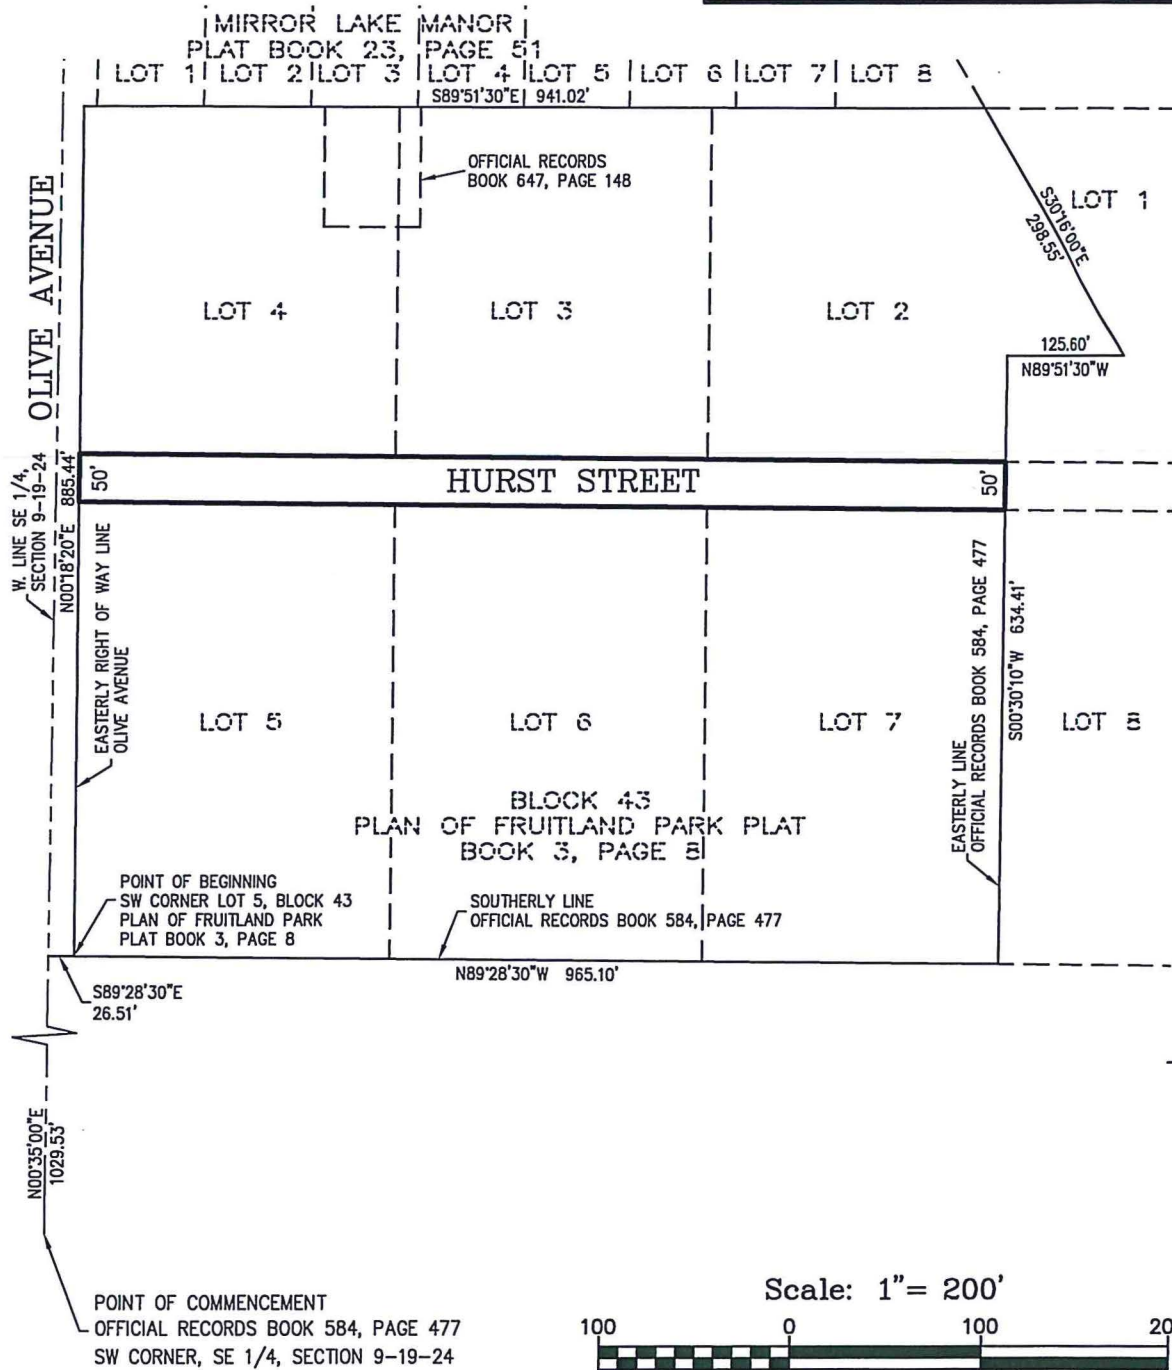 MIRROR LAKE MANOR
PLAT BOOK 23, PAGE 51
LOT 1 LOT 2 LOT 3 LOT 4 LOT 5 LOT 6 LOT 7 LOT 8
S89°51'30"E 941.02'
OFFICIAL RECORDS
BOOK 647, PAGE 148
S30°16'00"E
298.55'
LOT 1
OLIVE AVENUE
LOT 4
LOT 3
LOT 2
125.60'
N89°51'30"W
W. LINE SE 1/4,
SECTION 9-19-24
N00°18'20"E 885.44'
50'
HURST STREET
50'
EASTERLY RIGHT OF WAY LINE
OLIVE AVENUE
LOT 5
LOT 6
LOT 7
EASTERLY LINE
OFFICIAL RECORDS BOOK 584, PAGE 477
S00°30'10"W 634.41'
LOT 8
BLOCK 43
PLAN OF FRUITLAND PARK PLAT
BOOK 3, PAGE 8
POINT OF BEGINNING
SW CORNER LOT 5, BLOCK 43
PLAN OF FRUITLAND PARK
PLAT BOOK 3, PAGE 8
SOUTHERLY LINE
OFFICIAL RECORDS BOOK 584, PAGE 477
N89°28'30"W 965.10'
S89°28'30"E
26.51'
N00°35'00"E
1029.53'
POINT OF COMMENCEMENT
OFFICIAL RECORDS BOOK 584, PAGE 477
SW CORNER, SE 1/4, SECTION 9-19-24
Scale: 1"= 200'
100 0 100 20